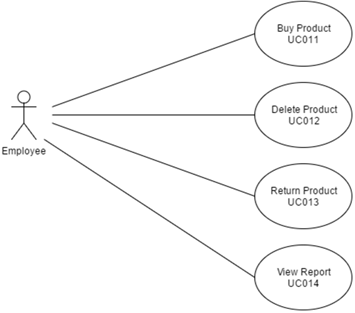 Buy Product
UC011
Delete Product
UC012
Employee
Return Product
UC013
View Report
UC014